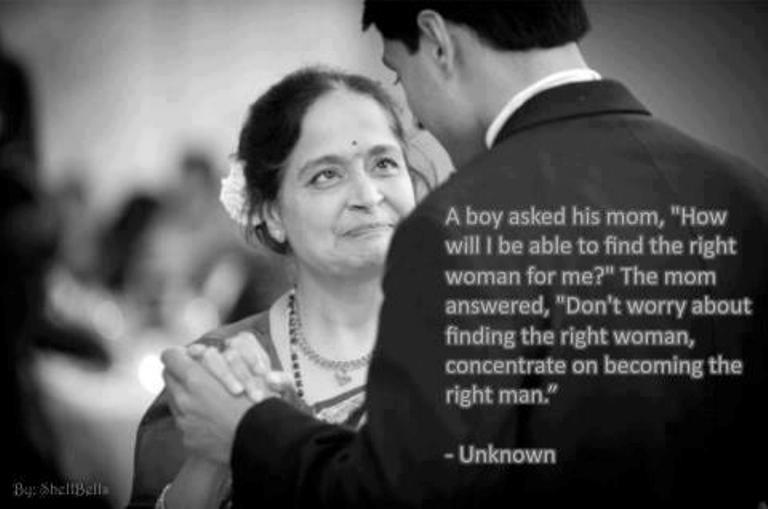 A boy asked his mom, "How
will I be able to find the right
woman for me?" The mom
answered, "Don't worry about
finding the right woman,
concentrate on becoming the
right man.”
- Unknown
By: ShellBells